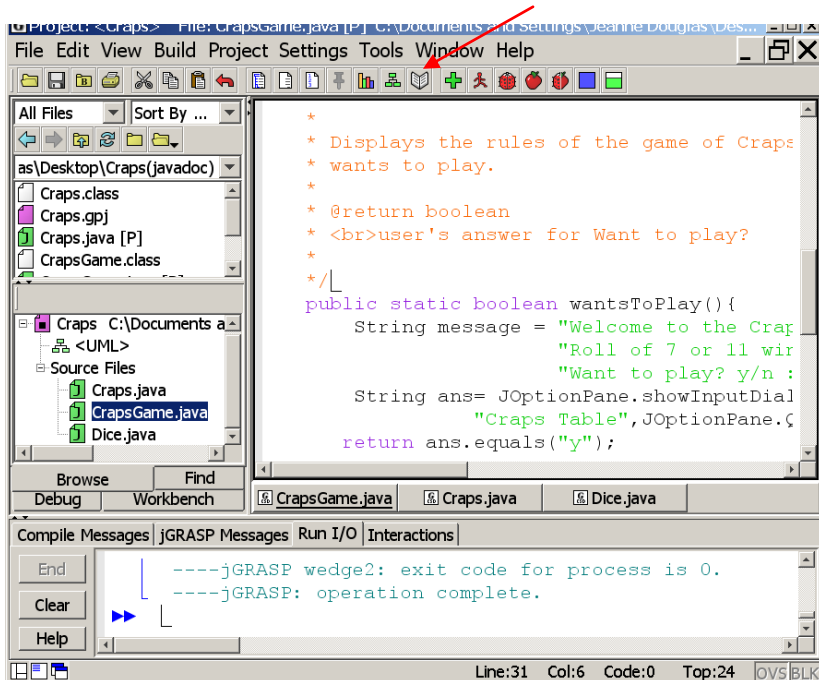 Project: <Craps> File: CrapsGame.java [P] C:\Documents and Settings\Jeanne Douglas\Des...
File Edit View Build Project Settings Tools Window Help
All Files Sort By ...
as\Desktop\Craps(javadoc)
Craps.class
Craps.gpj
Craps.java [P]
CrapsGame.class
Craps C:\Documents a
<UML>
Source Files
Craps.java
CrapsGame.java
Dice.java
Browse Find
Debug Workbench
*
* Displays the rules of the game of Craps
* wants to play.
*
* @return boolean
* <br>user's answer for Want to play?
*
*/
public static boolean wantsToPlay(){
String message = "Welcome to the Crap
"Roll of 7 or 11 win
"Want to play? y/n :
String ans= JOptionPane.showInputDial
"Craps Table",JOptionPane.Q
return ans.equals("y");
CrapsGame.java Craps.java Dice.java
Compile Messages jGRASP Messages Run I/O Interactions
End
Clear
Help
----jGRASP wedge2: exit code for process is 0.
----jGRASP: operation complete.
Line:31 Col:6 Code:0 Top:24 OVS BLK